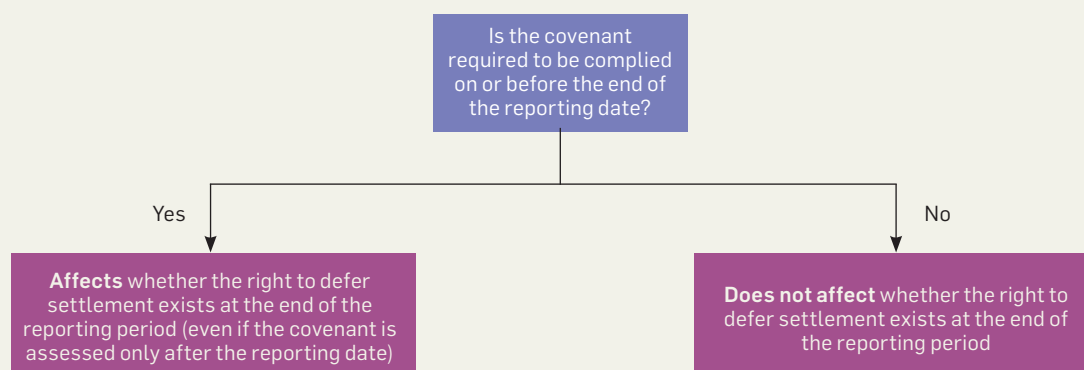 Is the covenant
required to be complied
on or before the end of
the reporting date?
Yes
No
Affects whether the right to defer
settlement exists at the end of the
reporting period (even if the covenant is
assessed only after the reporting date)
Does not affect whether the right to
defer settlement exists at the end of
the reporting period